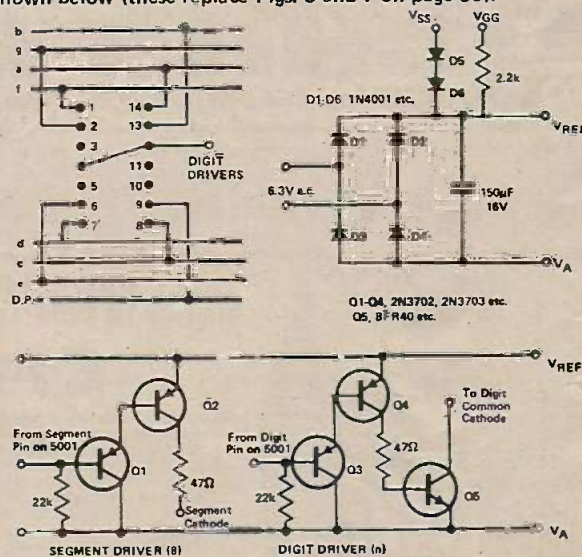 shown below (these replace Figs. 6 and 7 on page
b
g
a
f
1
14
2
13
3
DIGIT
DRIVERS
11
5
10
6
9
7
8
d
c
e
D.P.
VSS
VGG
D5
D6
2.2k
D1-D6 1N4001 etc.
VREF
D1
D2
6.3V a.c.
150µF
16V
D3
D4
VA
Q1-Q4, 2N3702, 2N3703 etc.
Q5, BFR40 etc.
VREF
Q2
Q4
To Digit
Common
Cathode
From Segment
Pin on 5001
Q1
47Ω
From Digit
Pin on 5001
Q3
47Ω
22k
Segment
Cathode
22k
Q5
VA
SEGMENT DRIVER (8)
DIGIT DRIVER (n)